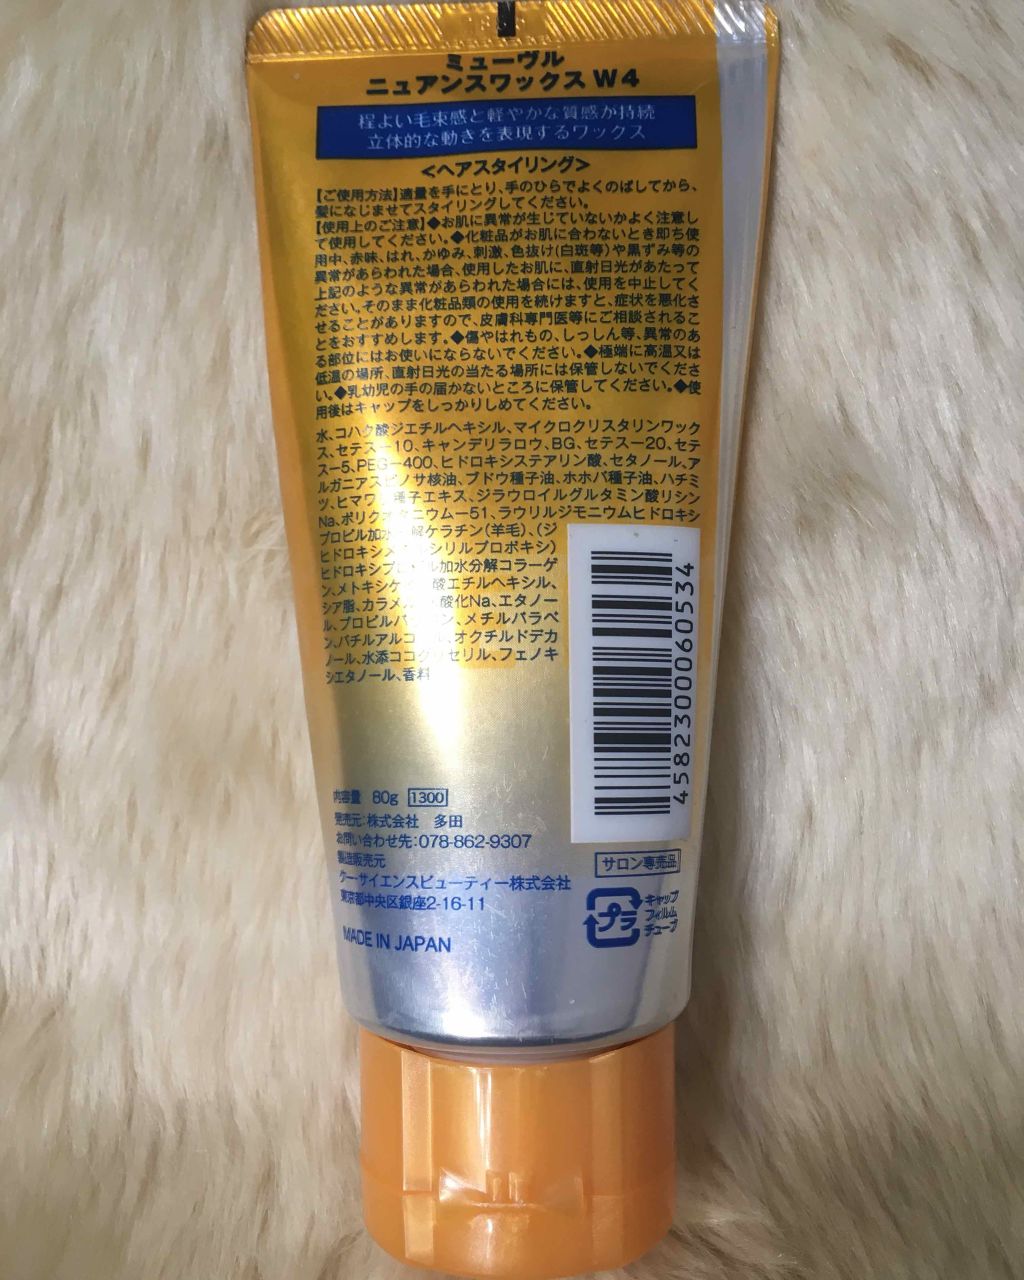 ミューヴル
ニュアンスワックス W4
程よい毛束感と軽やかな質感が持続
立体的な動きを表現するワックス
<ヘアスタイリング>
【ご使用方法】適量を手にとり、手のひらでよくのばしてから、
髪になじませてスタイリングしてください。
【使用上のご注意】◆お肌に異常が生じていないかよく注意し
て使用してください。◆化粧品がお肌に合わないとき即ち使
用中、赤味、はれ、かゆみ、刺激、色抜け(白斑等)や黒ずみ等の
異常があらわれた場合、使用したお肌に、直射日光があたって
上記のような異常があらわれた場合には、使用を中止してく
ださい。そのまま化粧品類の使用を続けますと、症状を悪化さ
せることがありますので、皮膚科専門医等にご相談されるこ
とをおすすめします。◆傷やはれもの、しっしん等、異常のあ
る部位にはお使いにならないでください。◆極端に高温又は
低温の場所、直射日光の当たる場所には保管しないでくださ
い。◆乳幼児の手の届かないところに保管してください。◆使
用後はキャップをしっかりしめてください。
水、コハク酸ジエチルヘキシル、マイクロクリスタリンワック
ス、セテスー10、キャンデリラロウ、BG、セテスー20、セテ
スー5、PEGー400、ヒドロキシステアリン酸、セタノール、ア
ルガニアスピノサ核油、ブドウ種子油、ホホバ種子油、ハチミ
ツ、ヒマワリ種子エキス、ジラウロイルグルタミン酸リシン
Na、ポリクオタニウムー51、ラウリルジモニウムヒドロキシ
プロピル加水分解ケラチン(羊毛)、(ジ
ヒドロキシメチルシリルプロポキシ)
ヒドロキシプロピル加水分解コラーゲ
ン、メトキシケイヒ酸エチルヘキシル、
シア脂、カラメル、 酸化Na、エタノー
ル、プロピルパラベン、メチルパラベ
ン、バチルアルコール、オクチルドデカ
ノール、水添ココグリセリル、フェノキ
シエタノール、香料
4582300060534
内容量 80g 1300
発売元:株式会社 多田
お問い合わせ先:078-862-9307
製造販売元
ケー・サイエンスビューティー株式会社
東京都中央区銀座2-16-11
MADE IN JAPAN
サロン専売品
プラ
キャップ
フィルム
チューブ